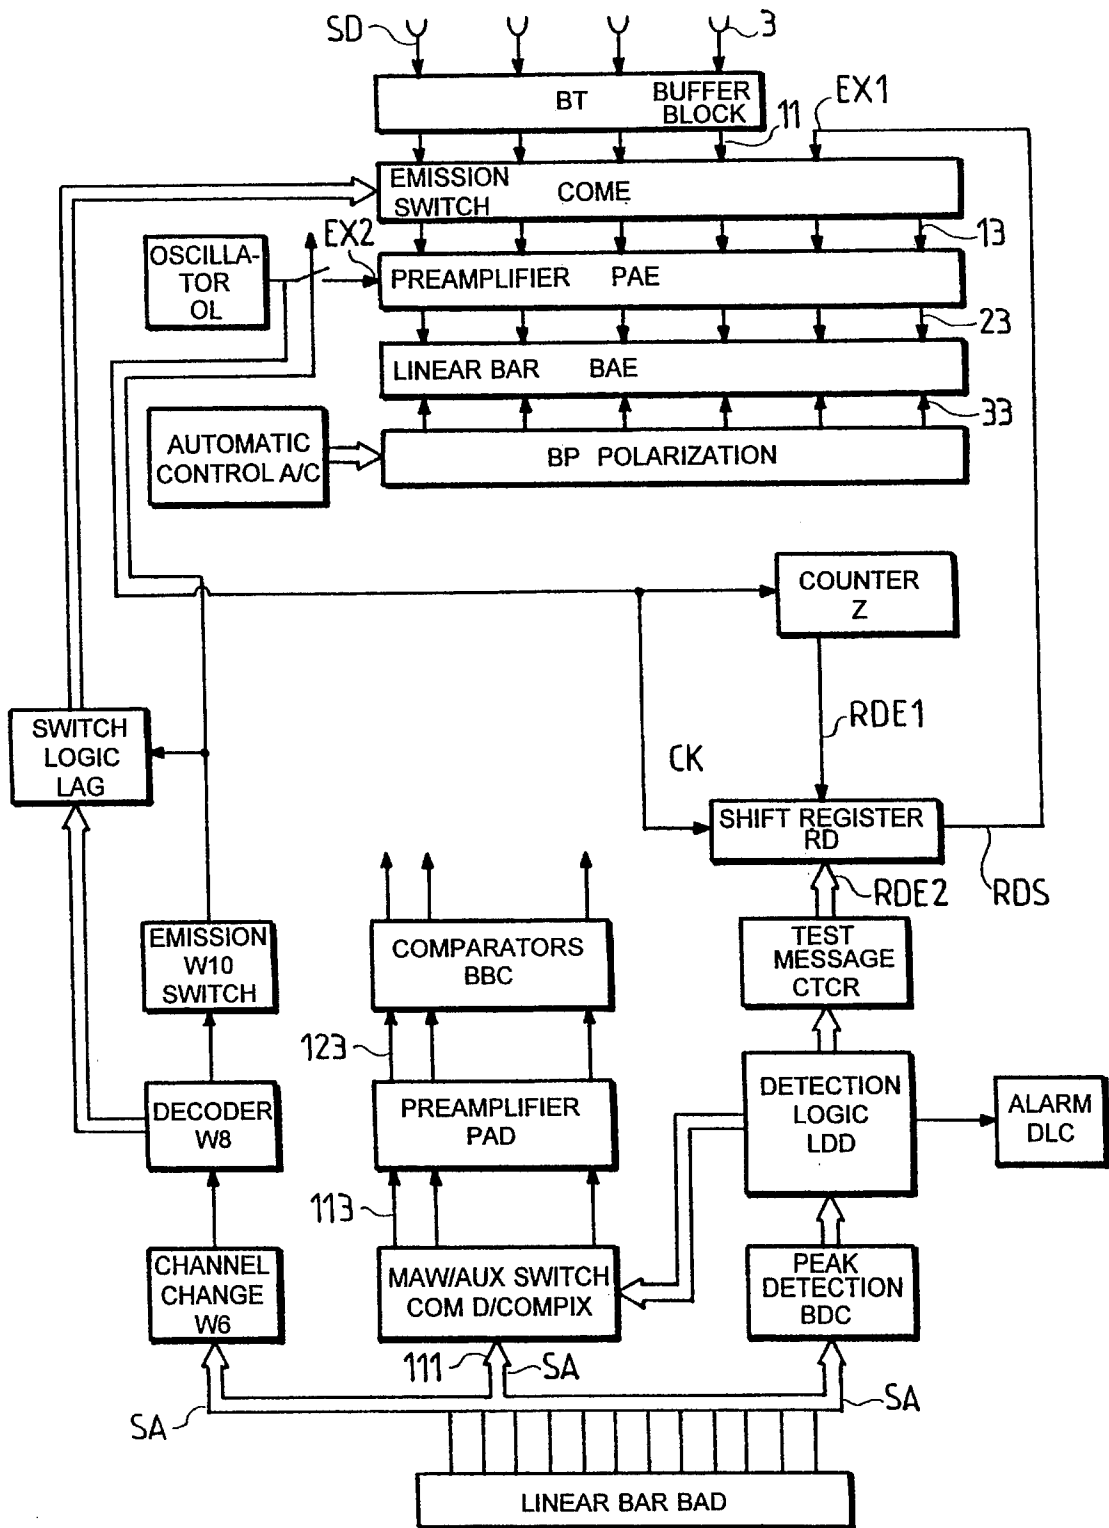 SD
3
BT BUFFER
BLOCK
11
EX1
EMISSION
SWITCH COME
13
OSCILLA-
TOR
OL
EX2
PREAMPLIFIER PAE
23
LINEAR BAR BAE
33
AUTOMATIC
CONTROL A/C
BP POLARIZATION
COUNTER
Z
RDE1
CK
SWITCH
LOGIC
LAG
SHIFT REGISTER
RD
RDE2
RDS
EMISSION
W10
SWITCH
COMPARATORS
BBC
TEST
MESSAGE
CTCR
123
DECODER
W8
PREAMPLIFIER
PAD
DETECTION
LOGIC
LDD
ALARM
DLC
113
CHANNEL
CHANGE
W6
MAW/AUX SWITCH
COM D/COMPIX
PEAK
DETECTION
BDC
111
SA
SA
SA
LINEAR BAR BAD